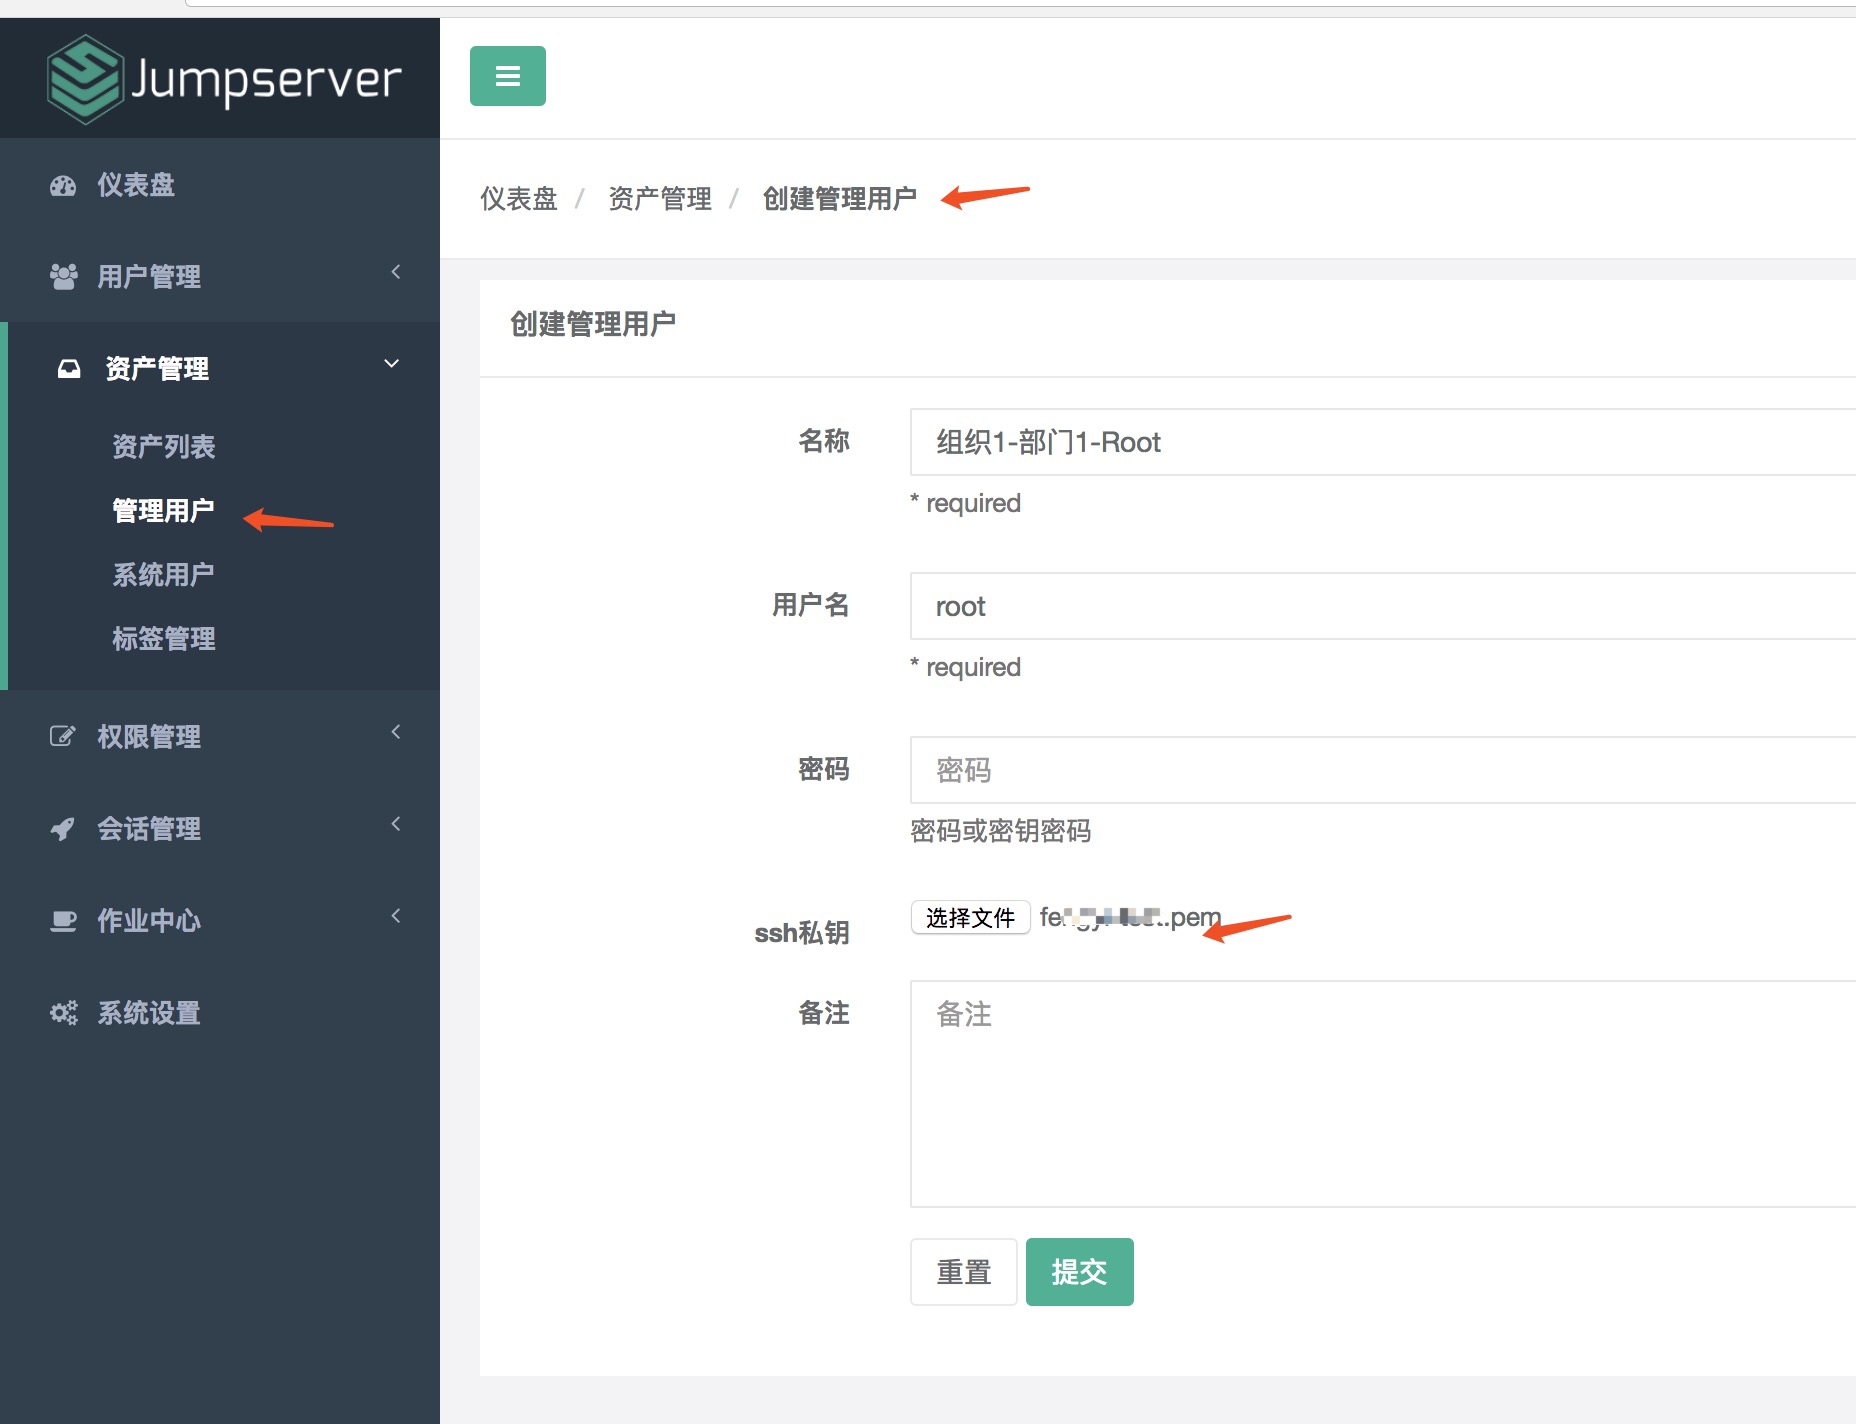 Jumpserver
仪表盘
用户管理
资产管理
资产列表
管理用户
系统用户
标签管理
权限管理
会话管理
作业中心
系统设置
仪表盘 / 资产管理 / 创建管理用户
创建管理用户
名称 组织1-部门1-Root
* required
用户名 root
* required
密码 密码
密码或密钥密码
ssh私钥 选择文件 .pem
备注 备注
重置 提交